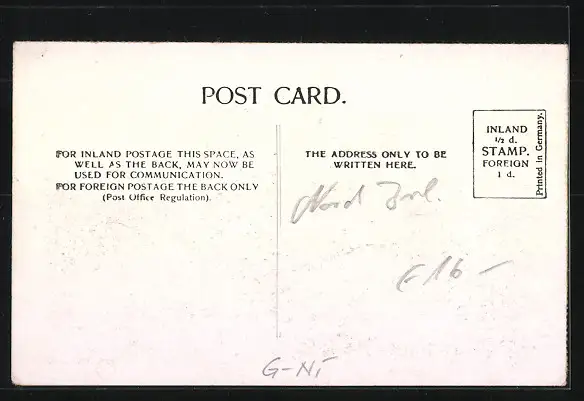 POST CARD.
FOR INLAND POSTAGE THIS SPACE, AS
WELL AS THE BACK, MAY NOW BE
USED FOR COMMUNICATION.
FOR FOREIGN POSTAGE THE BACK ONLY
(Post Office Regulation).
THE ADDRESS ONLY TO BE
WRITTEN HERE.
INLAND
½ d.
STAMP.
FOREIGN
1 d.
Printed in Germany.
Nord Irl.
G-NI